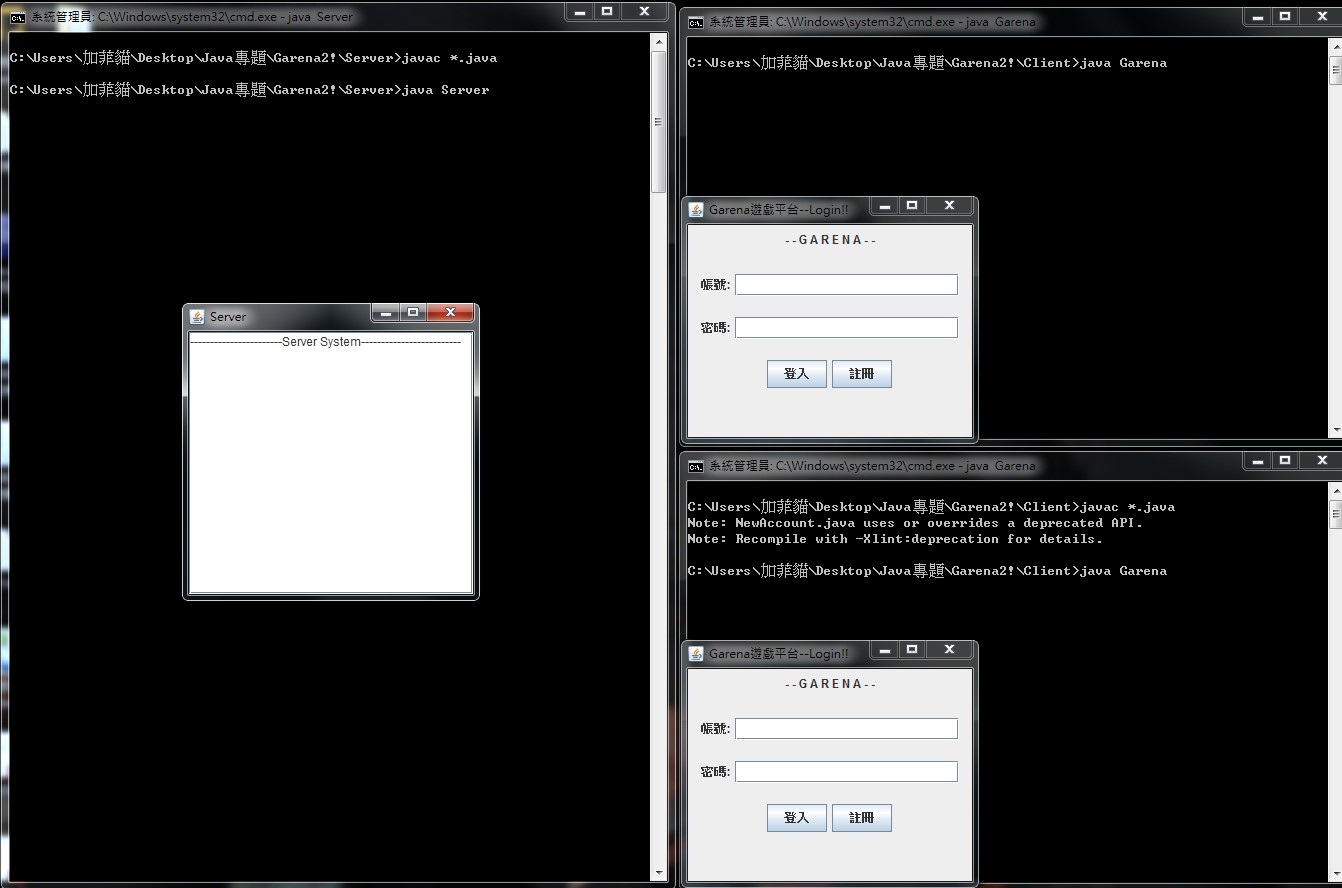 系統管理員: C:\Windows\system32\cmd.exe - java  Server
C:\Users\加菲貓\Desktop\Java專題\Garena2!\Server>javac *.java
C:\Users\加菲貓\Desktop\Java專題\Garena2!\Server>java Server
Server
-----------------------Server System-------------------------
系統管理員: C:\Windows\system32\cmd.exe - java  Garena
C:\Users\加菲貓\Desktop\Java專題\Garena2!\Client>java Garena
Garena遊戲平台--Login!!
--GARENA--
帳號:
密碼:
登入 註冊
系統管理員: C:\Windows\system32\cmd.exe - java  Garena
C:\Users\加菲貓\Desktop\Java專題\Garena2!\Client>javac *.java
Note: NewAccount.java uses or overrides a deprecated API.
Note: Recompile with -Xlint:deprecation for details.
C:\Users\加菲貓\Desktop\Java專題\Garena2!\Client>java Garena
Garena遊戲平台--Login!!
--GARENA--
帳號:
密碼:
登入 註冊